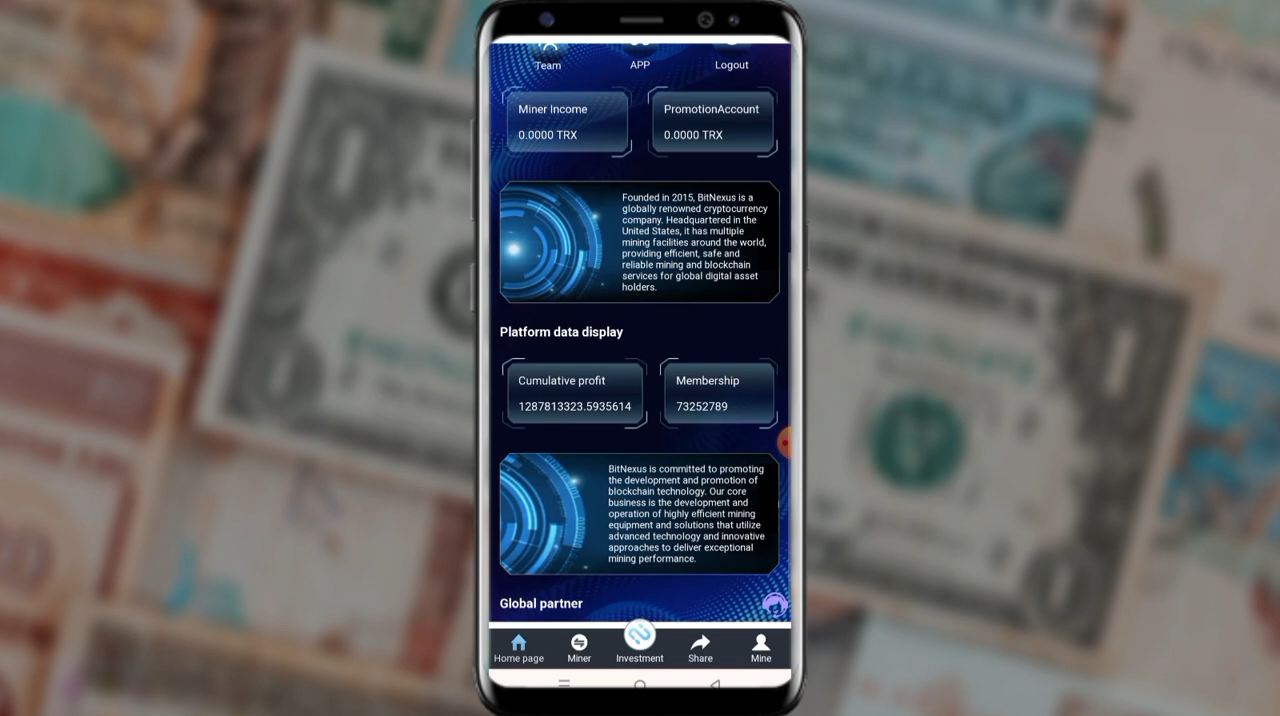 Team APP Logout
Miner Income PromotionAccount
0.0000 TRX 0.0000 TRX
Founded in 2015, BitNexus is a
globally renowned cryptocurrency
company. Headquartered in the
United States, it has multiple
mining facilities around the world,
providing efficient, safe and
reliable mining and blockchain
services for global digital asset
holders.
Platform data display
Cumulative profit Membership
1287813323.5935614 73252789
BitNexus is committed to promoting
the development and promotion of
blockchain technology. Our core
business is the development and
operation of highly efficient mining
equipment and solutions that utilize
advanced technology and innovative
approaches to deliver exceptional
mining performance.
Global partner
Home page Miner Investment Share Mine